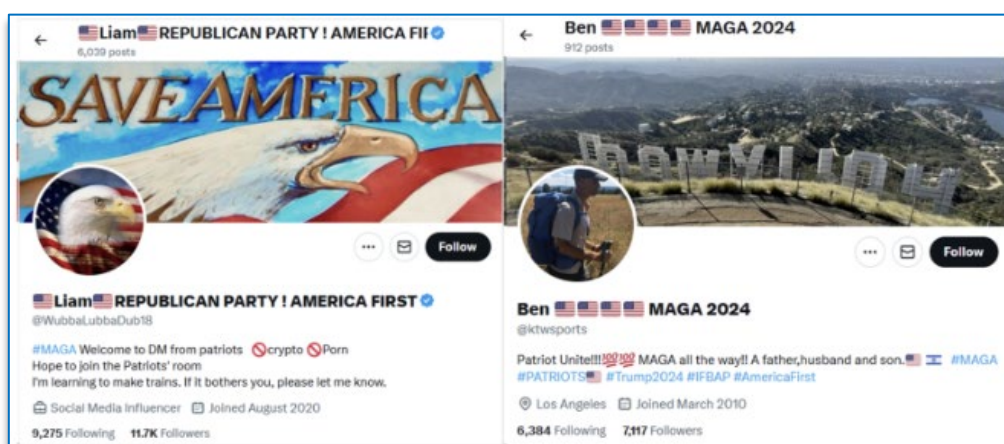 🇺🇸Liam🇺🇸REPUBLICAN PARTY ! AMERICA FIF
6,039 posts
SAVE AMERICA
Follow
🇺🇸Liam🇺🇸REPUBLICAN PARTY ! AMERICA FIRST
@WubbaLubbaDub18
#MAGA Welcome to DM from patriots 🚫crypto 🚫Porn
Hope to join the Patriots' room
I'm learning to make trains. If it bothers you, please let me know.
Social Media Influencer Joined August 2020
9,275 Following 11.7K Followers
Ben 🇺🇸🇺🇸🇺🇸🇺🇸 MAGA 2024
912 posts
HOLLYWOOD
Follow
Ben 🇺🇸🇺🇸🇺🇸🇺🇸 MAGA 2024
@ktwsports
Patriot Unite!!!💯💯 MAGA all the way!! A father,husband and son.🇺🇸 🇮🇱 #MAGA
#PATRIOTS🇺🇸 #Trump2024 #IFBAP #AmericaFirst
Los Angeles Joined March 2010
6,384 Following 7,117 Followers